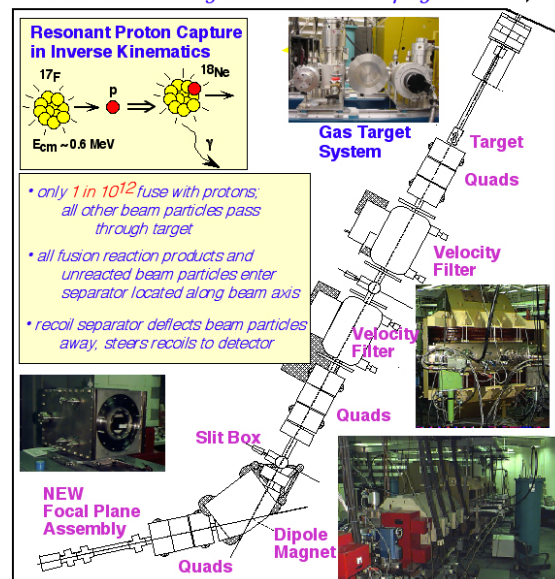 Resonant Proton Capture
in Inverse Kinematics
17F
p
18Ne
Ecm ~0.6 MeV
γ
Gas Target
System
Target
Quads
• only 1 in 10^12 fuse with protons;
all other beam particles pass
through target
• all fusion reaction products and
unreacted beam particles enter
separator located along beam axis
• recoil separator deflects beam particles
away, steers recoils to detector
Velocity
Filter
Velocity
Filter
Quads
Slit Box
NEW
Focal Plane
Assembly
Dipole
Magnet
Quads